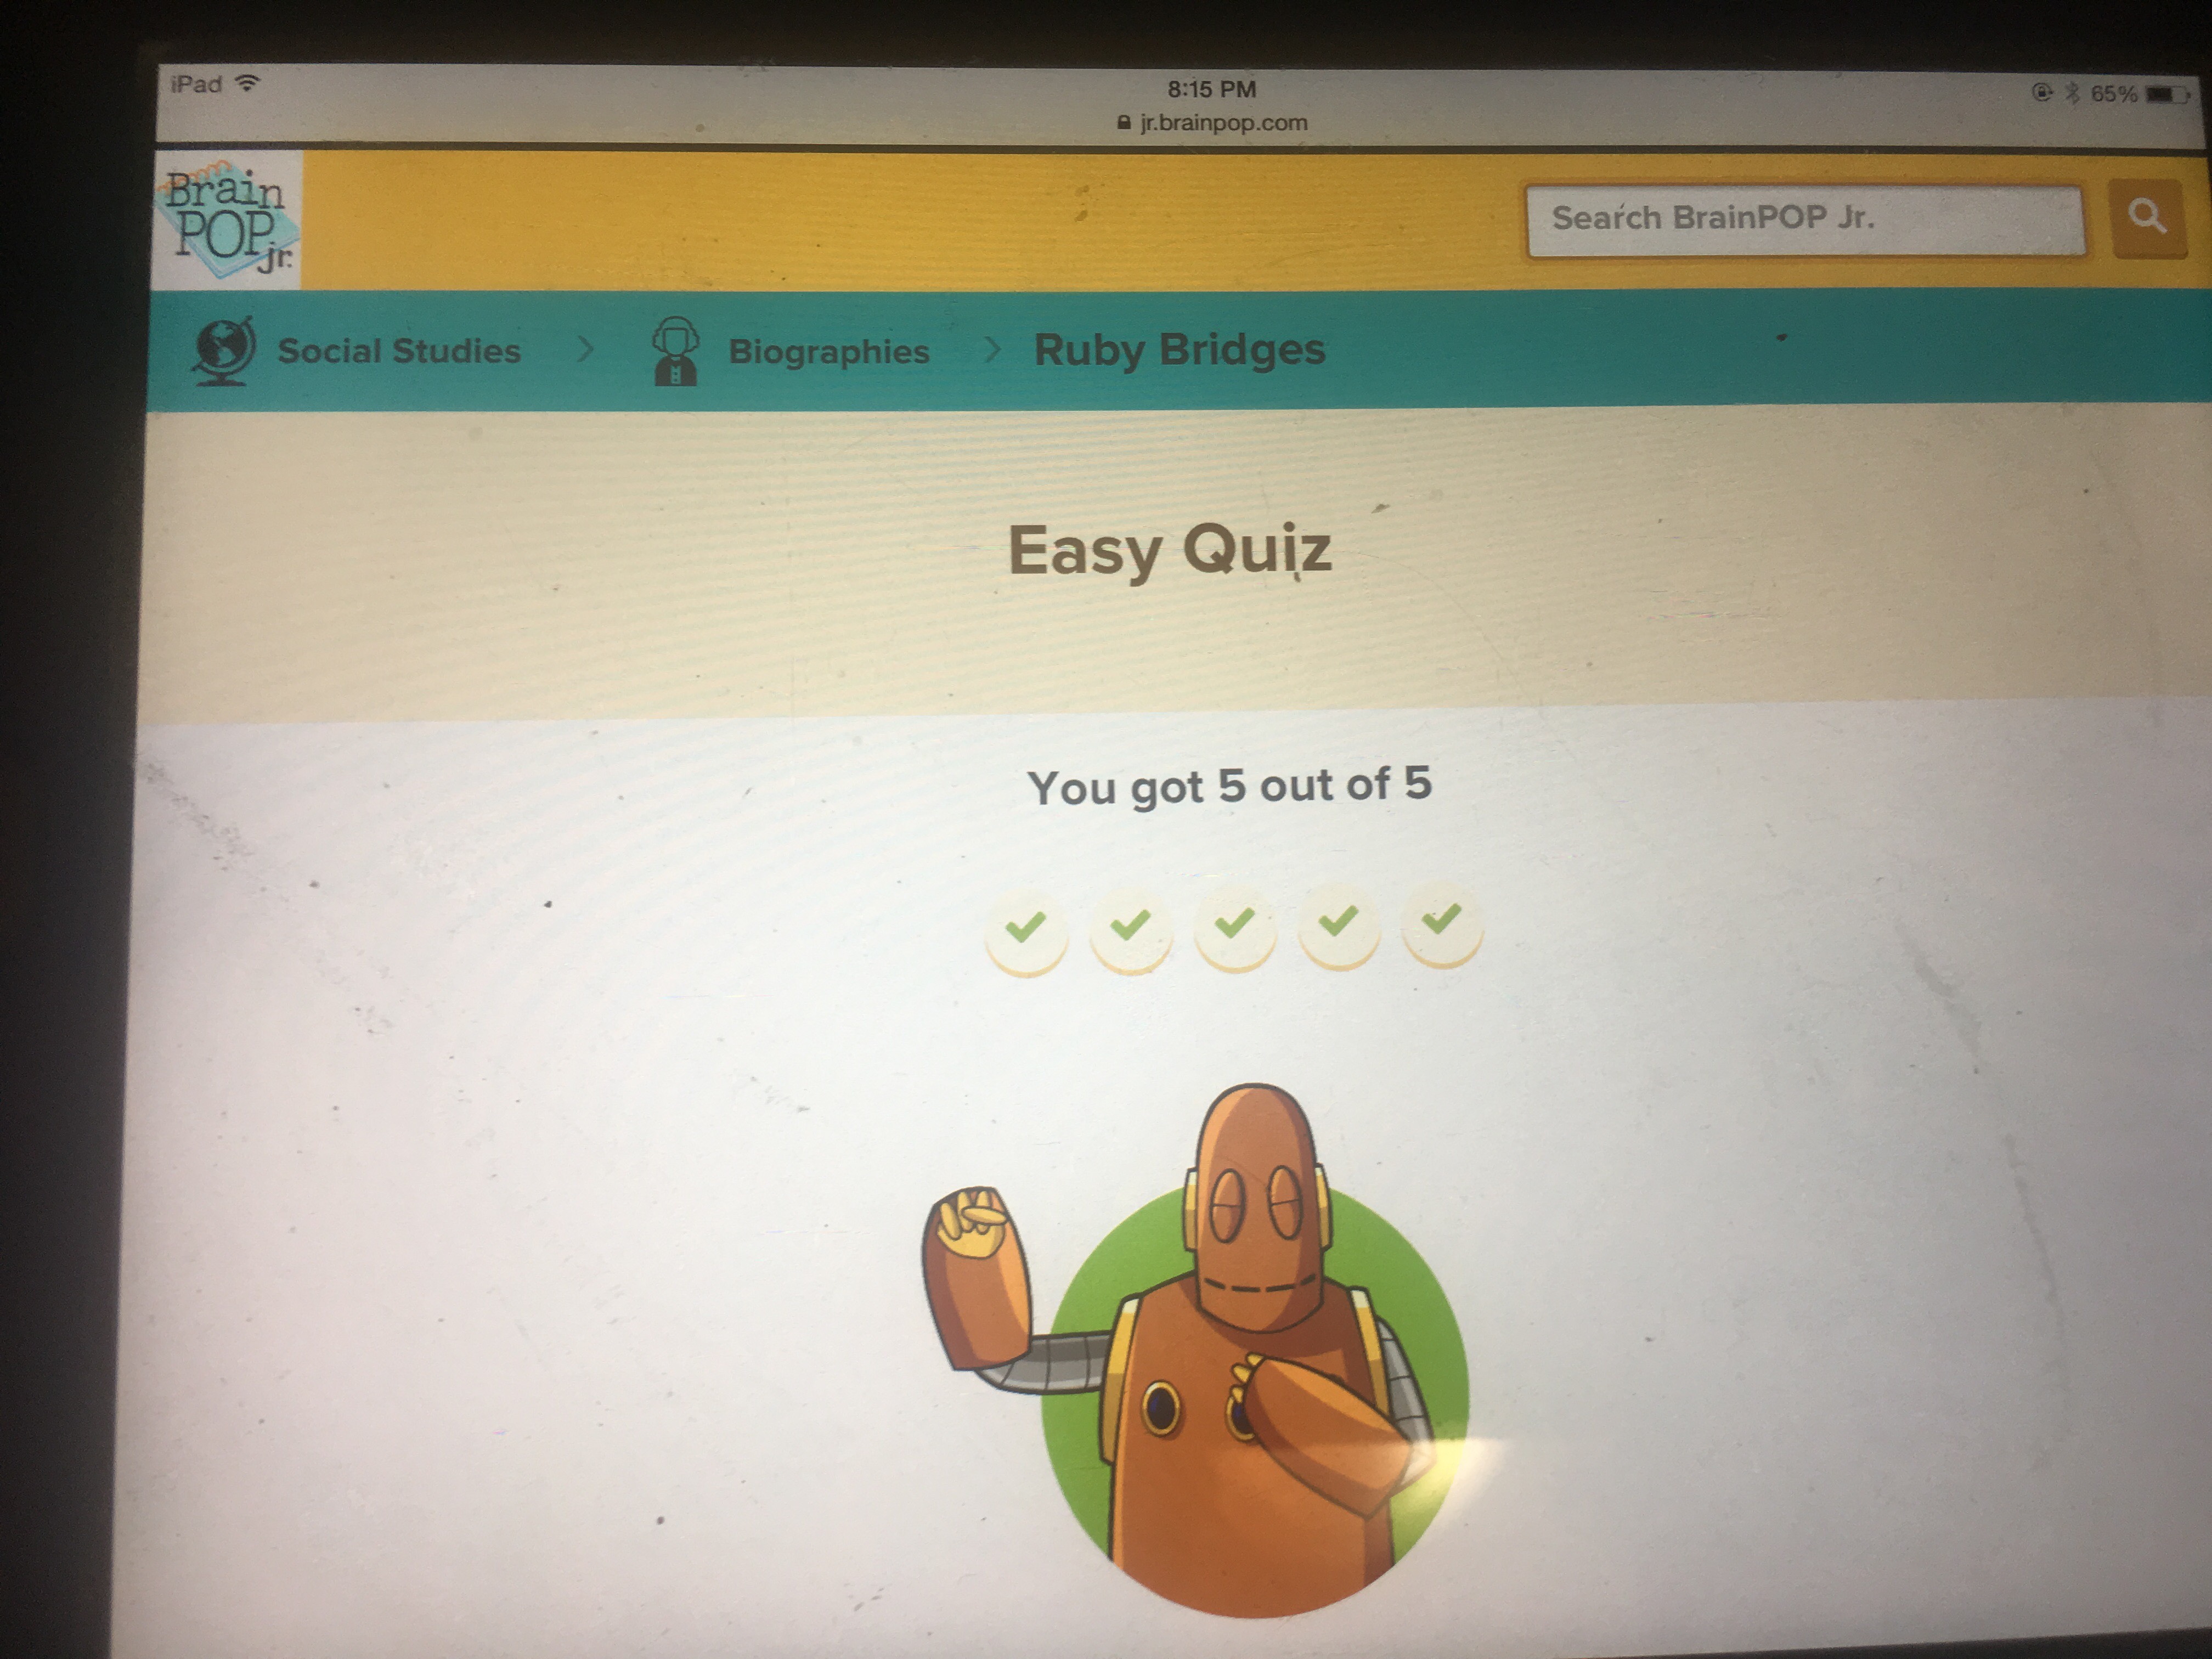 iPad
8:15 PM
65%
jr.brainpop.com
Brain
POP
jr.
Search BrainPOP Jr.
Social Studies > Biographies > Ruby Bridges
Easy Quiz
You got 5 out of 5